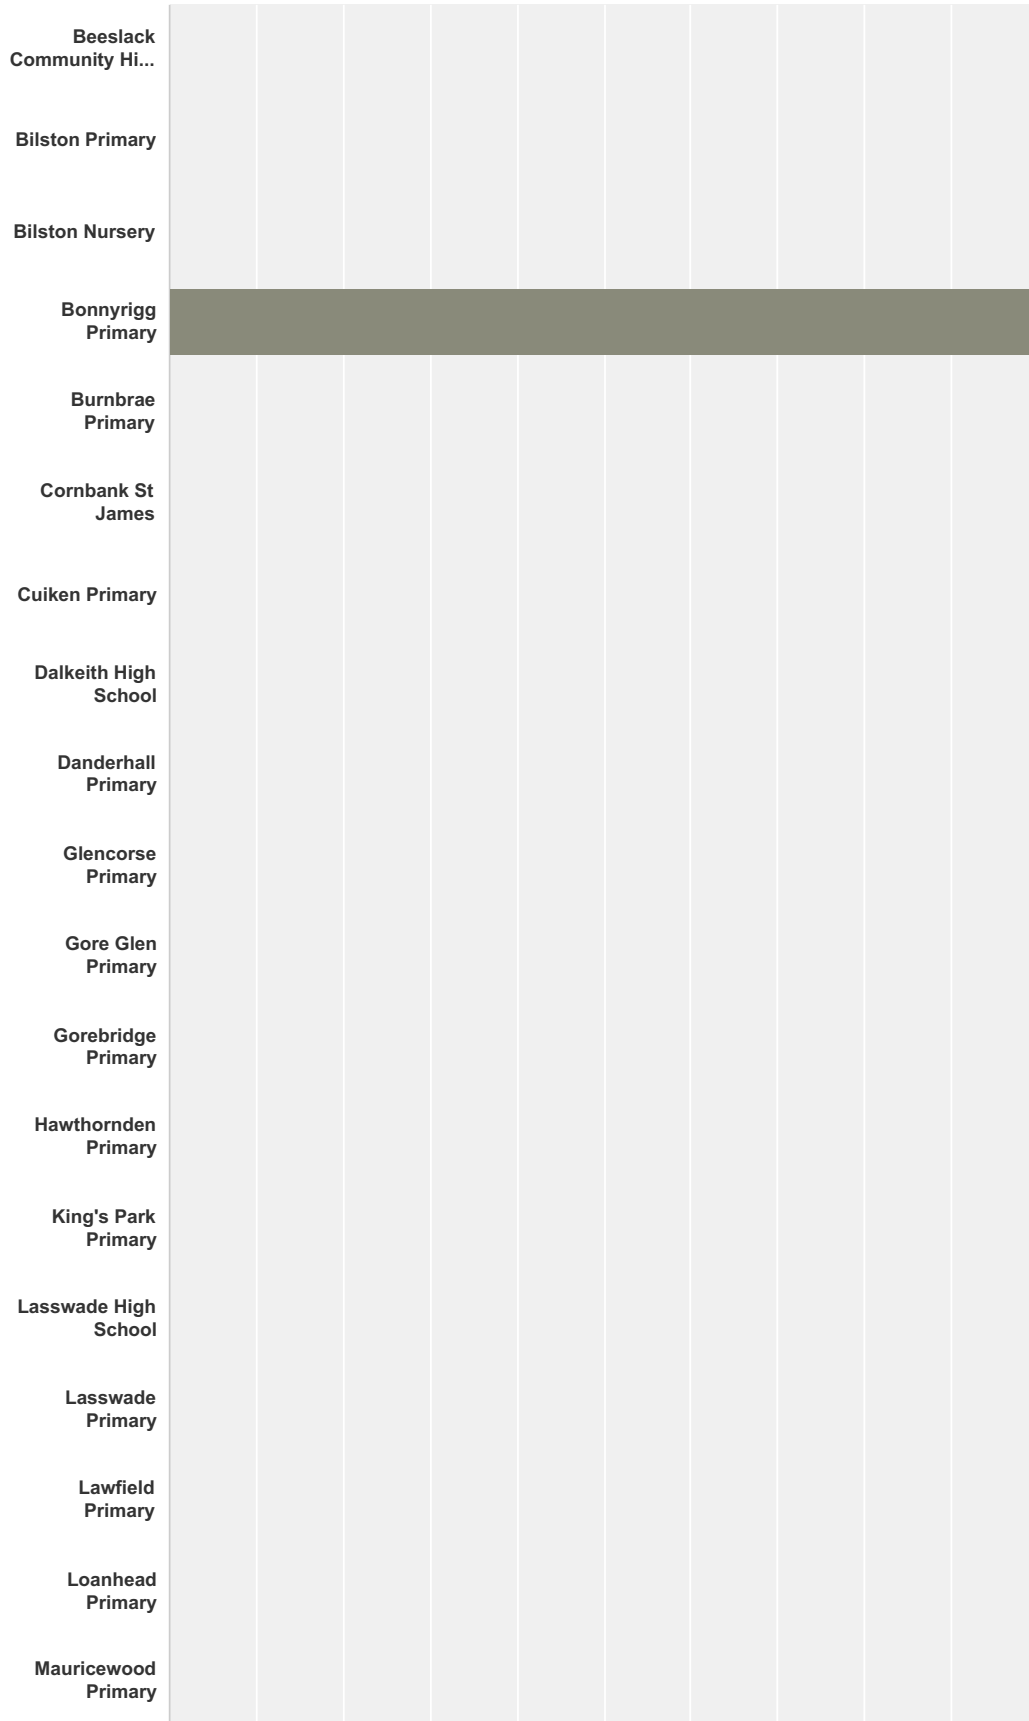 Beeslack
Community Hi...
Bilston Primary
Bilston Nursery
Bonnyrigg
Primary
Burnbrae
Primary
Cornbank St
James
Cuiken Primary
Dalkeith High
School
Danderhall
Primary
Glencorse
Primary
Gore Glen
Primary
Gorebridge
Primary
Hawthornden
Primary
King's Park
Primary
Lasswade High
School
Lasswade
Primary
Lawfield
Primary
Loanhead
Primary
Mauricewood
Primary